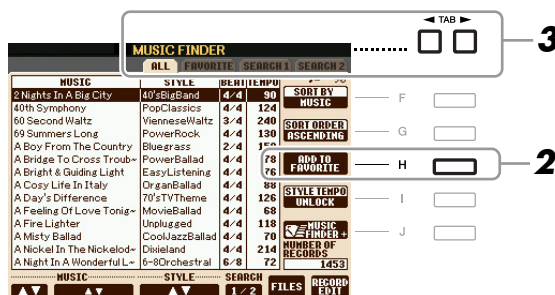 ◄ TAB ►
3
MUSIC FINDER
ALL FAVORITE SEARCH 1 SEARCH 2
MUSIC STYLE BEAT TEMPO
2 Nights In A Big City 40'sBigBand 4/4 90
40th Symphony PopClassics 4/4 124
60 Second Waltz VienneseWaltz 3/4 240
69 Summers Long PowerRock 4/4 130
A Boy From The Country Bluegrass 2/4 150
A Bridge To Cross Troub~ PowerBallad 4/4 78
A Bright & Guiding Light EasyListening 4/4 76
A Cosy Life In Italy OrganBallad 4/4 88
A Day's Difference 70'sTVTheme 4/4 126
A Feeling Of Love Tonig~ MovieBallad 4/4 68
A Fire Lighter Unplugged 4/4 118
A Misty Ballad CoolJazzBallad 4/4 70
A Nickel In The Nickelod~ Dixieland 4/4 214
A Night In A Wonderful L~ 6-8Orchestral 6/8 72
SORT BY
MUSIC
F
SORT ORDER
ASCENDING
G
ADD TO
FAVORITE
H
2
STYLE TEMPO
UNLOCK
I
MUSIC
FINDER +
J
NUMBER OF
RECORDS
1453
MUSIC STYLE SEARCH
1/2 FILES RECORD
EDIT